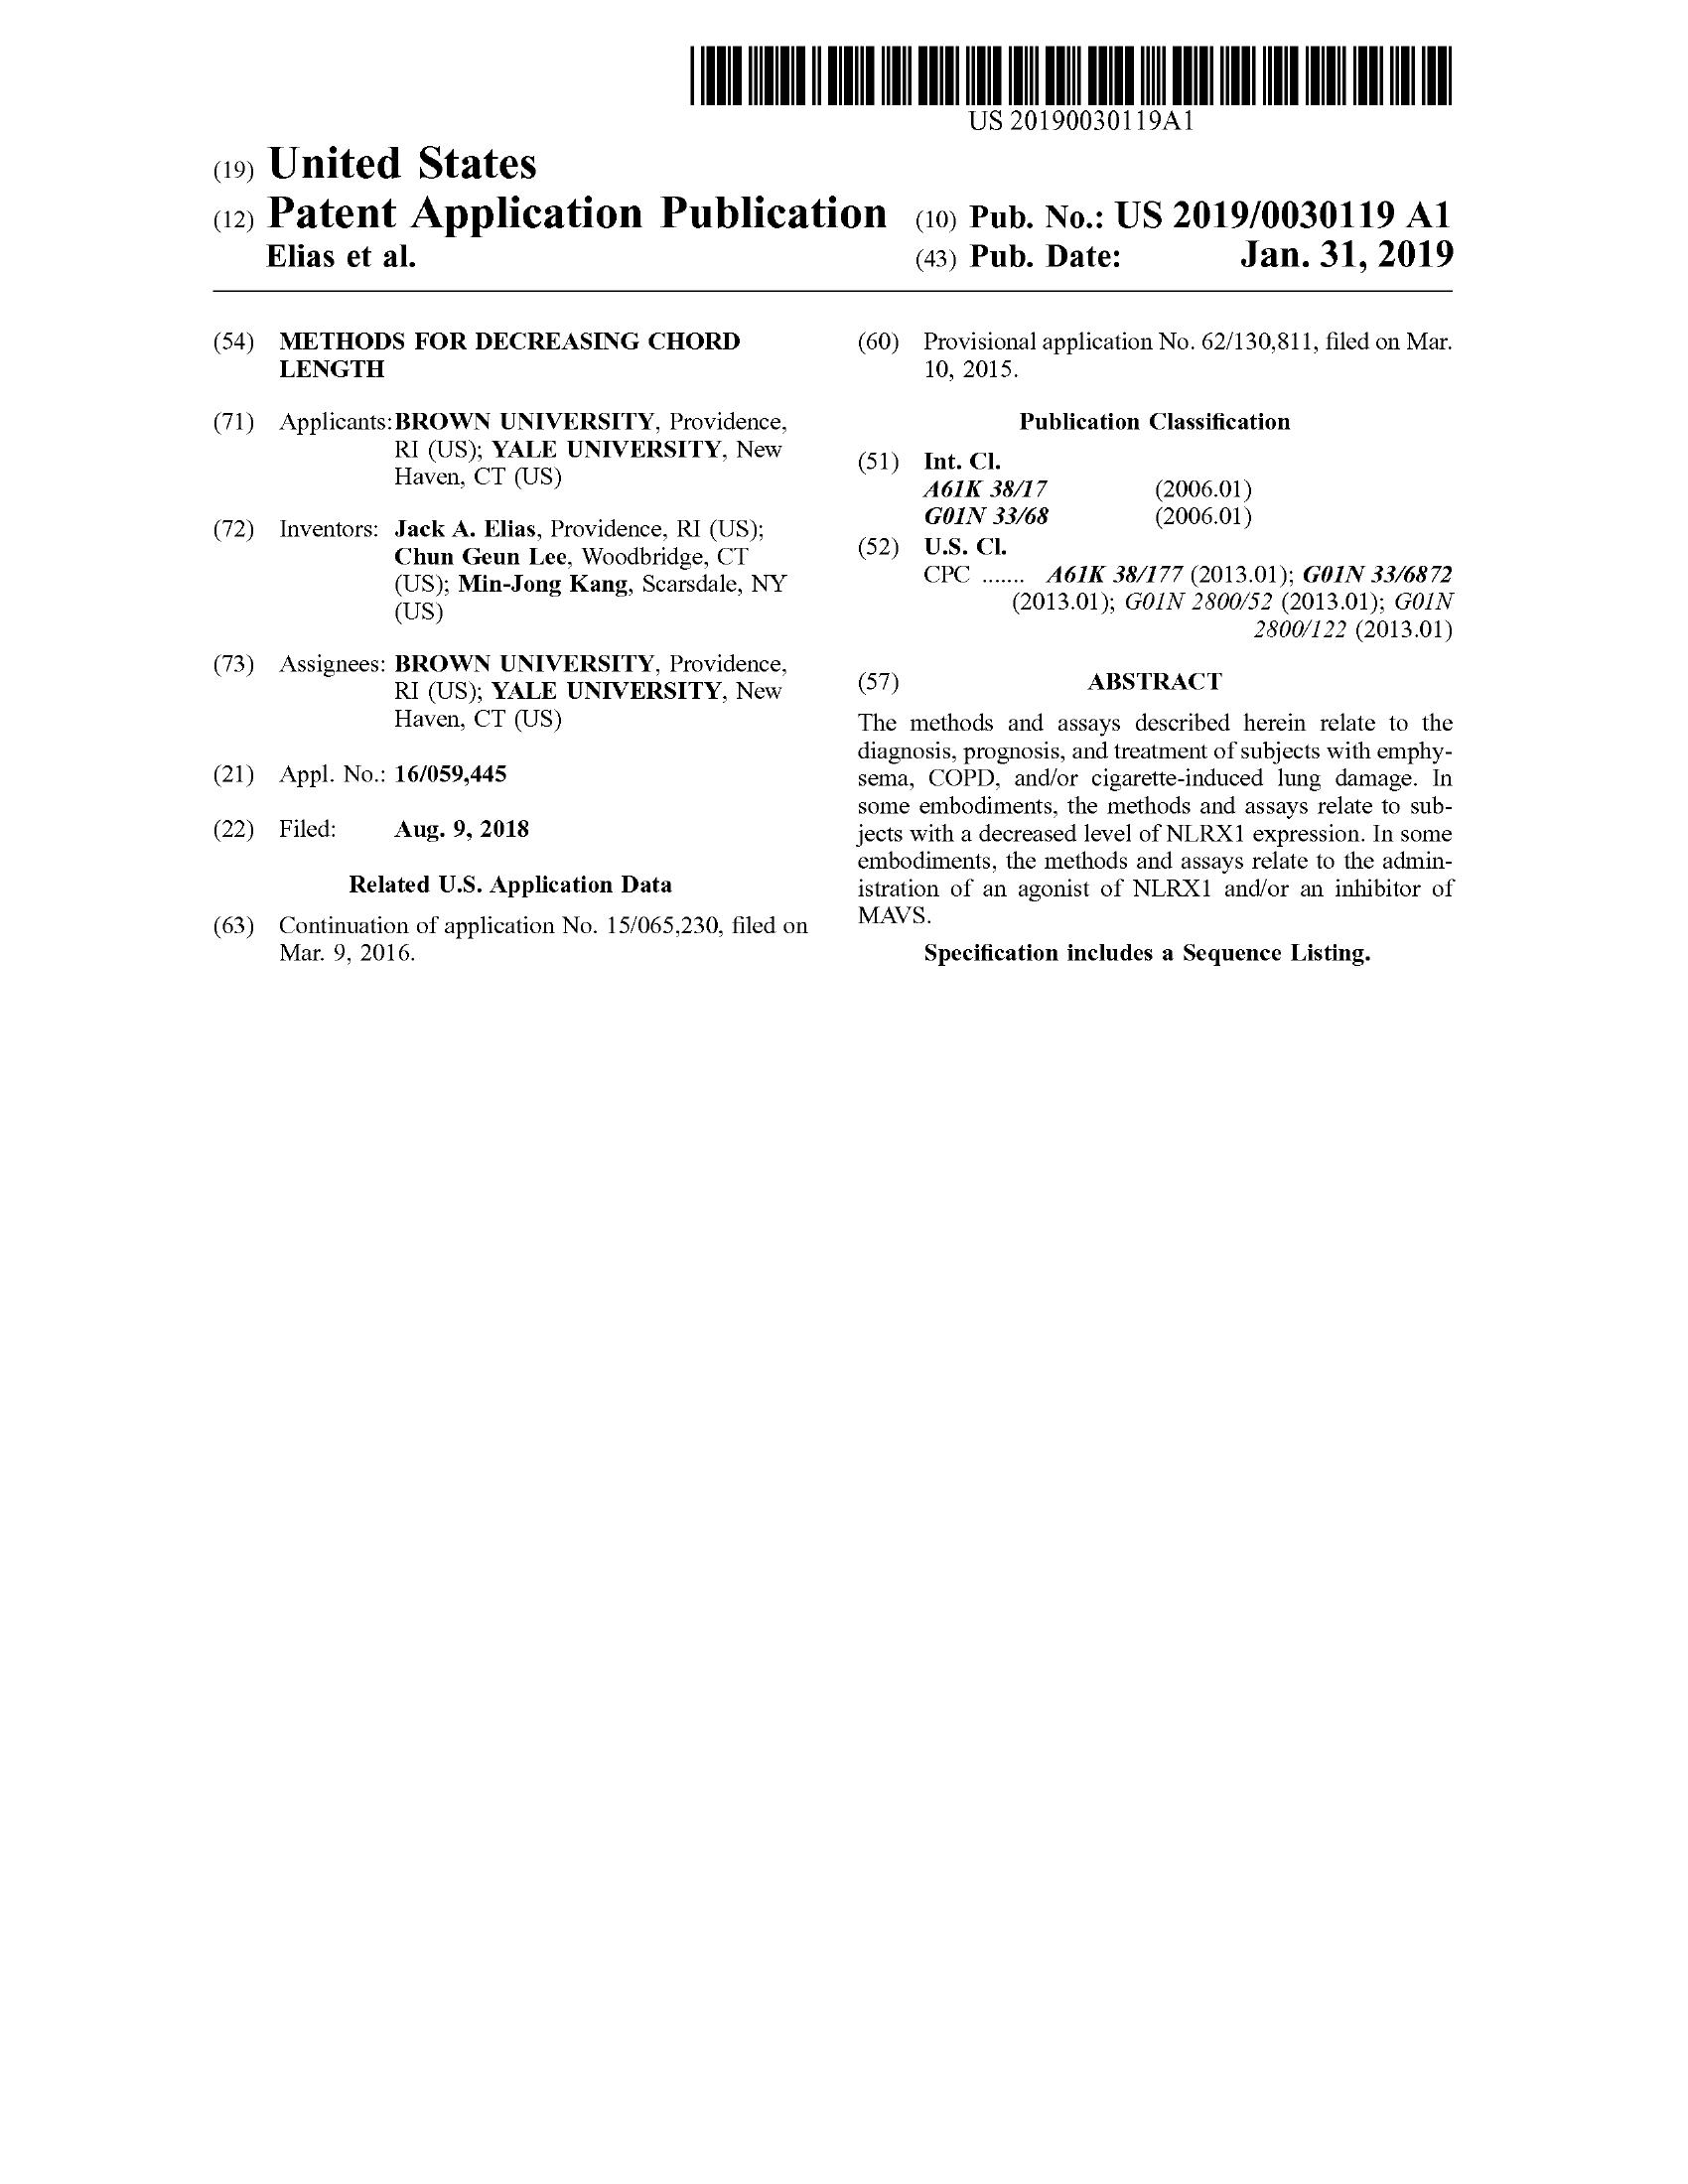 US 20190030119A1
(19) United States
(12) Patent Application Publication (10) Pub. No.: US 2019/0030119 A1
Elias et al. (43) Pub. Date: Jan. 31, 2019
(54) METHODS FOR DECREASING CHORD
LENGTH
(71) Applicants: BROWN UNIVERSITY, Providence,
RI (US); YALE UNIVERSITY, New
Haven, CT (US)
(72) Inventors: Jack A. Elias, Providence, RI (US);
Chun Geun Lee, Woodbridge, CT
(US); Min-Jong Kang, Scarsdale, NY
(US)
(73) Assignees: BROWN UNIVERSITY, Providence,
RI (US); YALE UNIVERSITY, New
Haven, CT (US)
(21) Appl. No.: 16/059,445
(22) Filed: Aug. 9, 2018
Related U.S. Application Data
(63) Continuation of application No. 15/065,230, filed on
Mar. 9, 2016.
(60) Provisional application No. 62/130,811, filed on Mar.
10, 2015.
Publication Classification
(51) Int. Cl.
A61K 38/17 (2006.01)
G01N 33/68 (2006.01)
(52) U.S. Cl.
CPC ....... A61K 38/177 (2013.01); G01N 33/6872
(2013.01); G01N 2800/52 (2013.01); G01N
2800/122 (2013.01)
(57) ABSTRACT
The methods and assays described herein relate to the
diagnosis, prognosis, and treatment of subjects with emphy-
sema, COPD, and/or cigarette-induced lung damage. In
some embodiments, the methods and assays relate to sub-
jects with a decreased level of NLRX1 expression. In some
embodiments, the methods and assays relate to the admin-
istration of an agonist of NLRX1 and/or an inhibitor of
MAVS.
Specification includes a Sequence Listing.